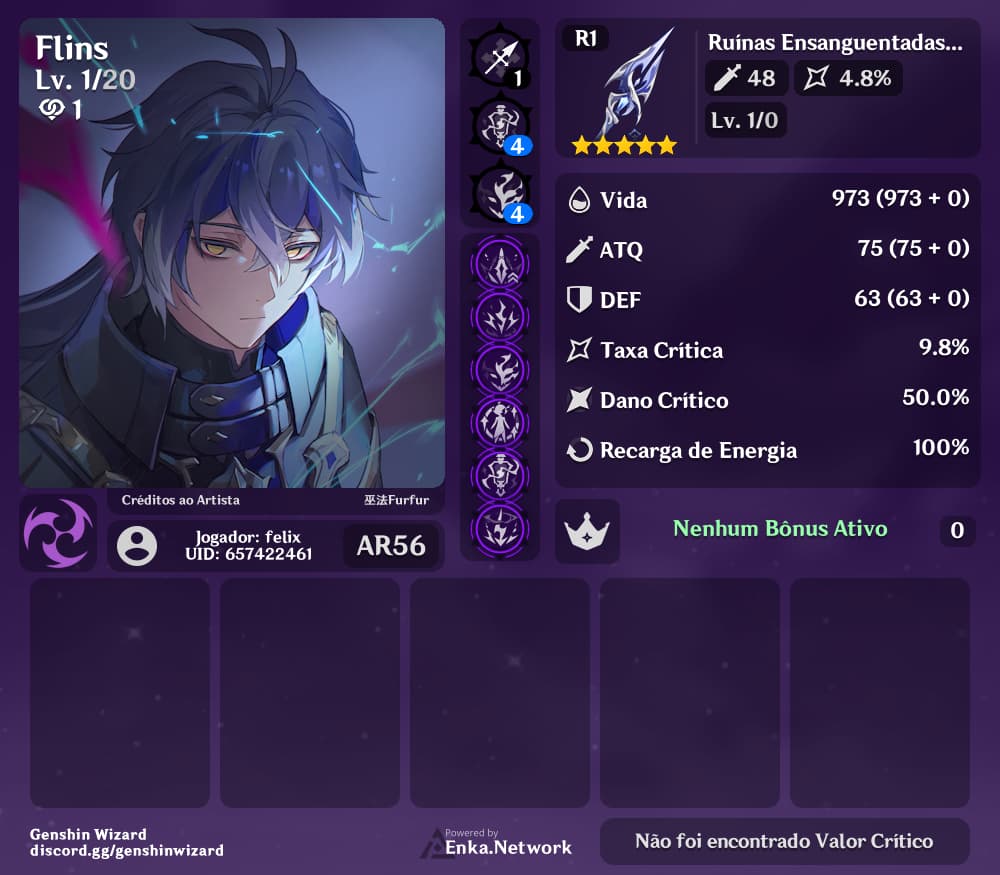 Flins
Lv. 1/20
1
1
4
4
R1
Ruínas Ensanguentadas...
48
4.8%
Lv. 1/0
Vida
973 (973 + 0)
ATQ
75 (75 + 0)
DEF
63 (63 + 0)
Taxa Crítica
9.8%
Dano Crítico
50.0%
Recarga de Energia
100%
Créditos ao Artista
巫法Furfur
Jogador: felix
UID: 657422461
AR56
Nenhum Bônus Ativo
0
Genshin Wizard
discord.gg/genshinwizard
Powered by
Enka.Network
Não foi encontrado Valor Crítico